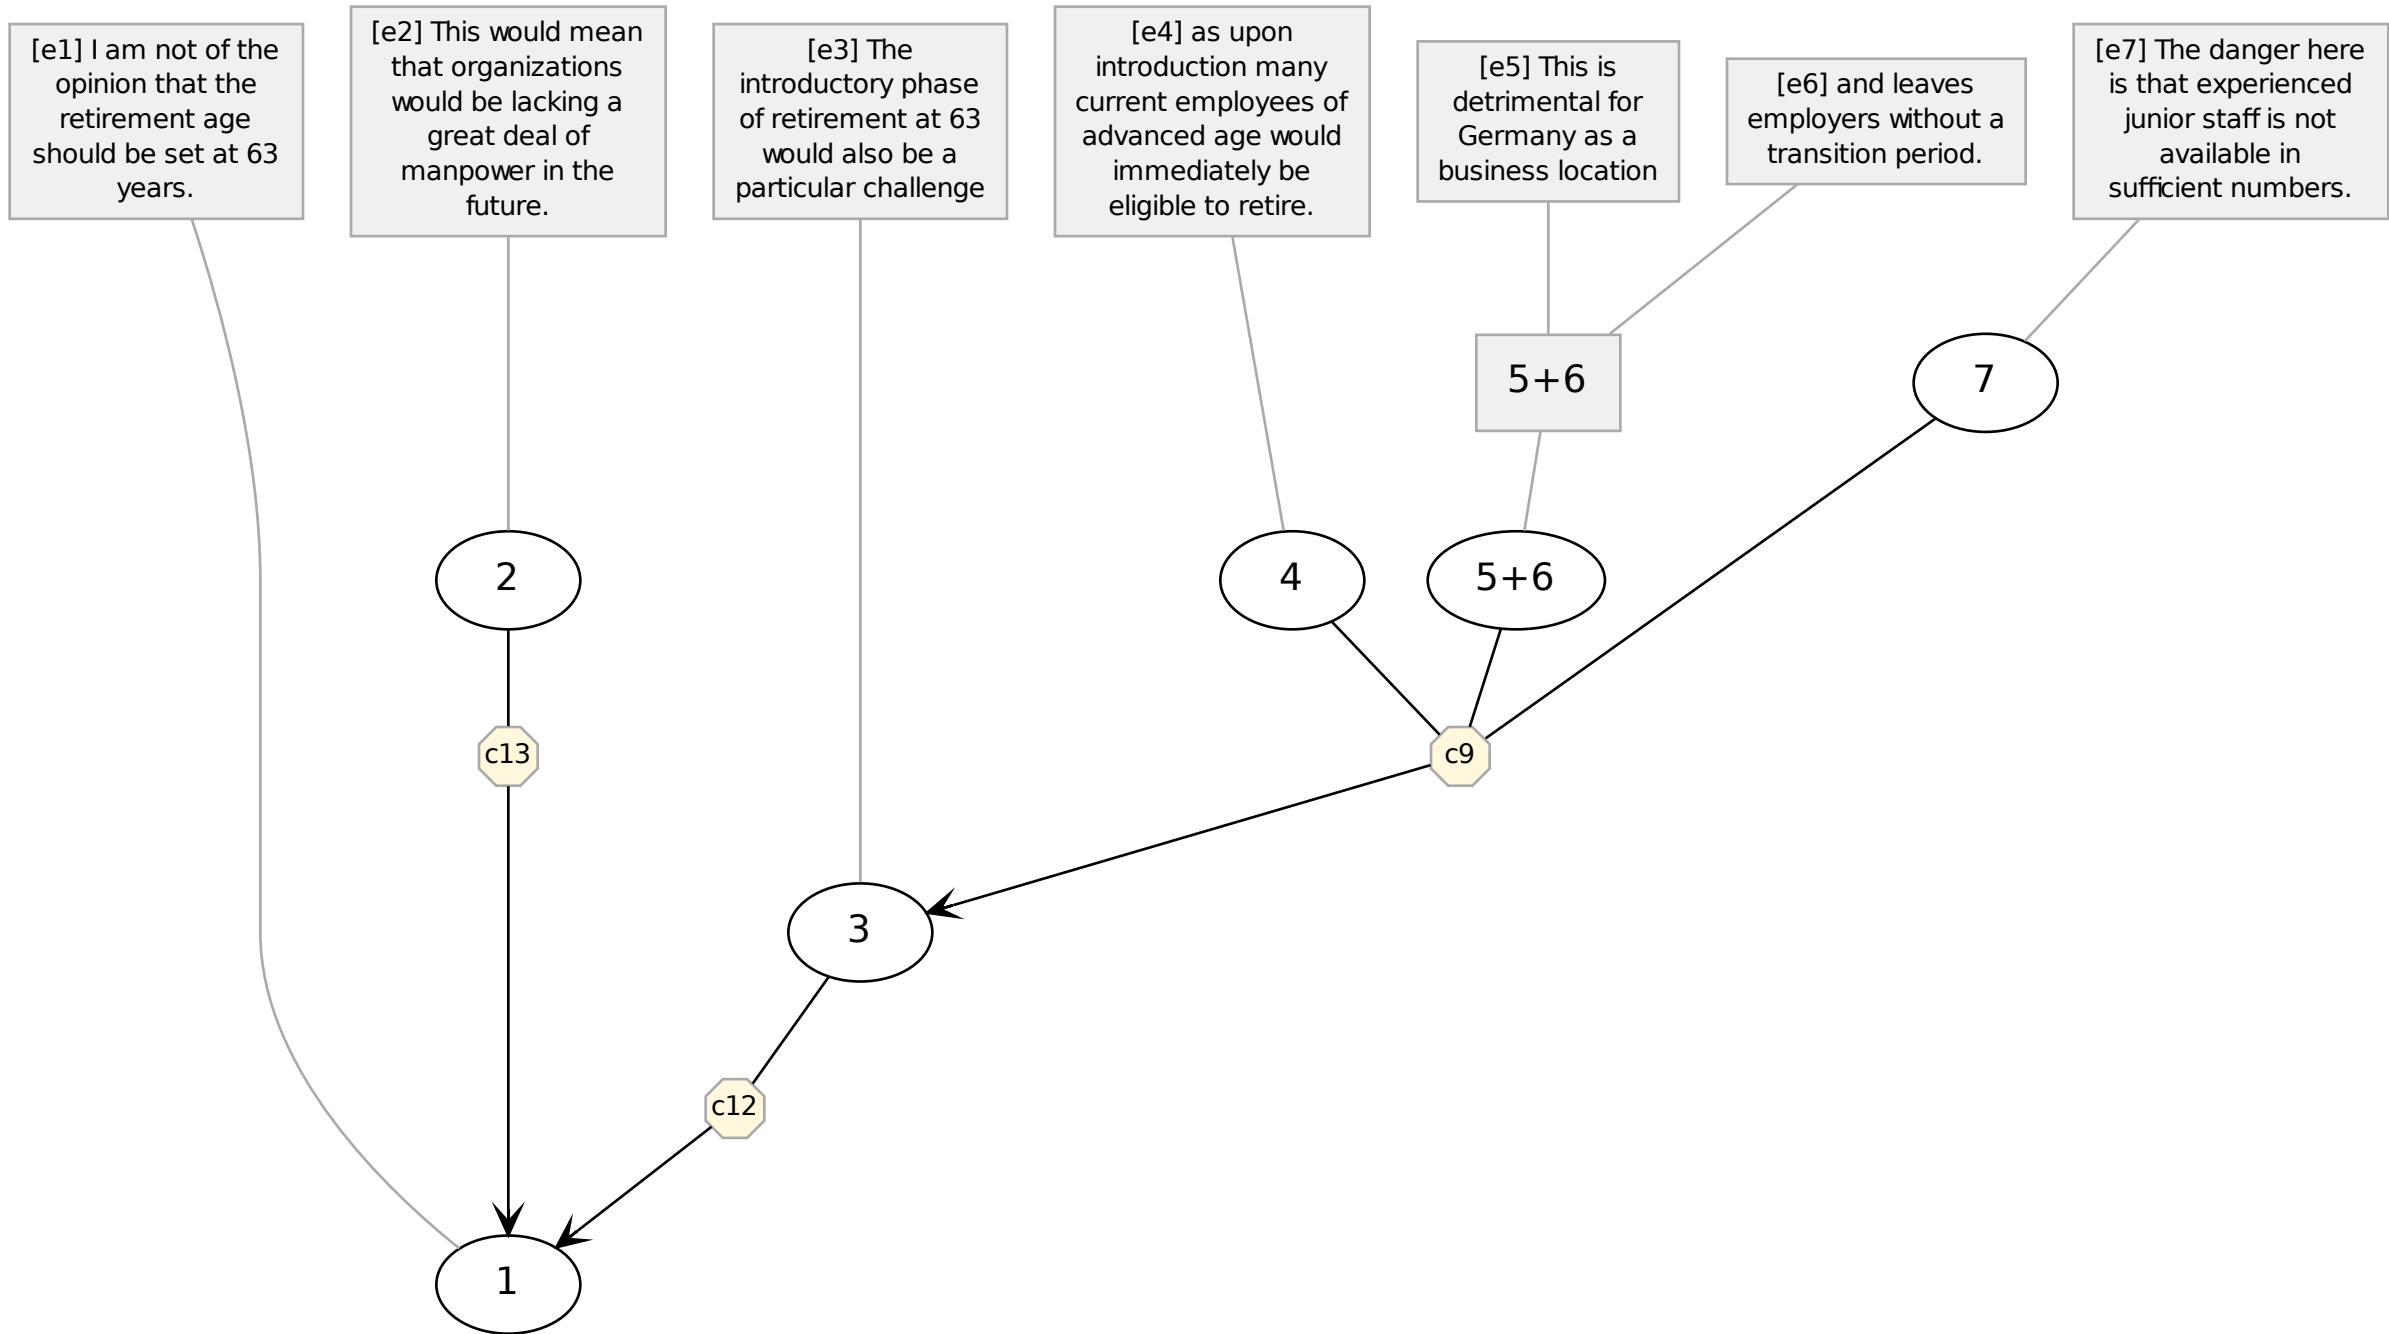 [e1] I am not of the
opinion that the
retirement age
should be set at 63
years.
[e2] This would mean
that organizations
would be lacking a
great deal of
manpower in the
future.
[e3] The
introductory phase
of retirement at 63
would also be a
particular challenge
[e4] as upon
introduction many
current employees of
advanced age would
immediately be
eligible to retire.
[e5] This is
detrimental for
Germany as a
business location
[e6] and leaves
employers without a
transition period.
[e7] The danger here
is that experienced
junior staff is not
available in
sufficient numbers.
5+6
7
2
4
5+6
c13
c9
3
c12
1